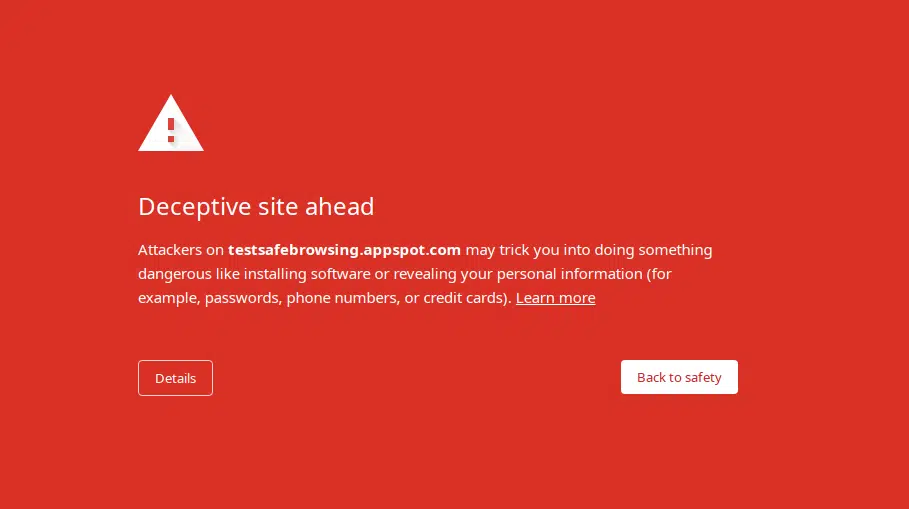 Deceptive site ahead
Attackers on testsafebrowsing.appspot.com may trick you into doing something
dangerous like installing software or revealing your personal information (for
example, passwords, phone numbers, or credit cards). Learn more
Details
Back to safety